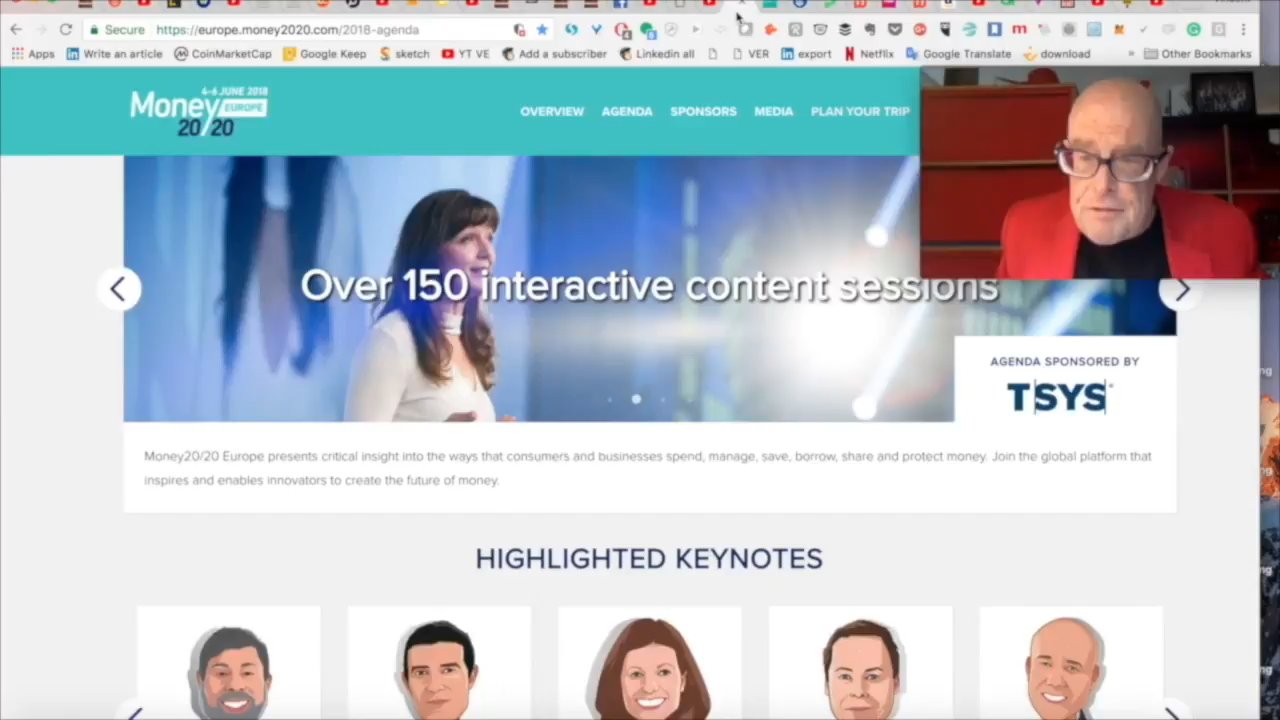 Secure https://europe.money2020.com/2018-agenda
Apps Write an article CoinMarketCap Google Keep sketch YT VE Add a subscriber Linkedin all VER export Netflix Google Translate download » Other Bookmarks
4-6 JUNE 2018
Money EUROPE
20/20
OVERVIEW AGENDA SPONSORS MEDIA PLAN YOUR TRIP
Over 150 interactive content sessions
AGENDA SPONSORED BY
TSYS
Money20/20 Europe presents critical insight into the ways that consumers and businesses spend, manage, save, borrow, share and protect money. Join the global platform that
inspires and enables innovators to create the future of money.
HIGHLIGHTED KEYNOTES